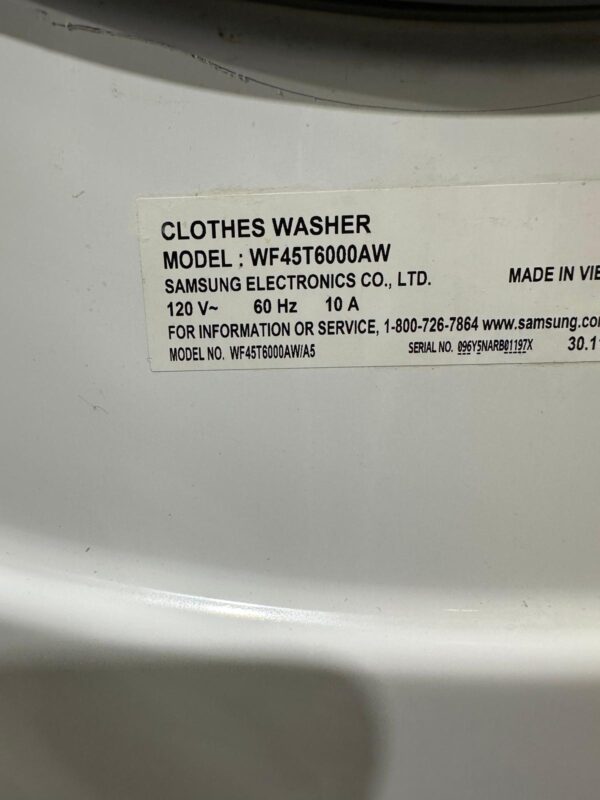 CLOTHES WASHER
MODEL : WF45T6000AW
SAMSUNG ELECTRONICS CO., LTD. MADE IN VIE
120 V~ 60 Hz 10 A
FOR INFORMATION OR SERVICE, 1-800-726-7864 www.samsung.co
MODEL NO. WF45T6000AW/A5 SERIAL NO. 096Y5NARB01197X 30.1